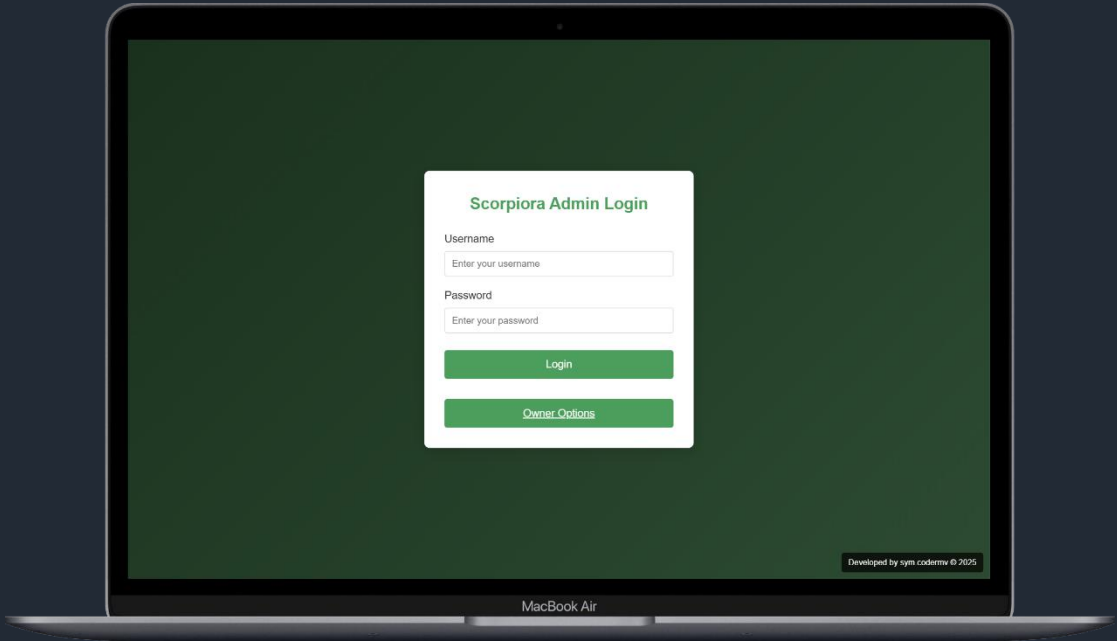 Scorpiora Admin Login
Username
Enter your username
Password
Enter your password
Login
Owner Options
Developed by sym codermv © 2025
MacBook Air